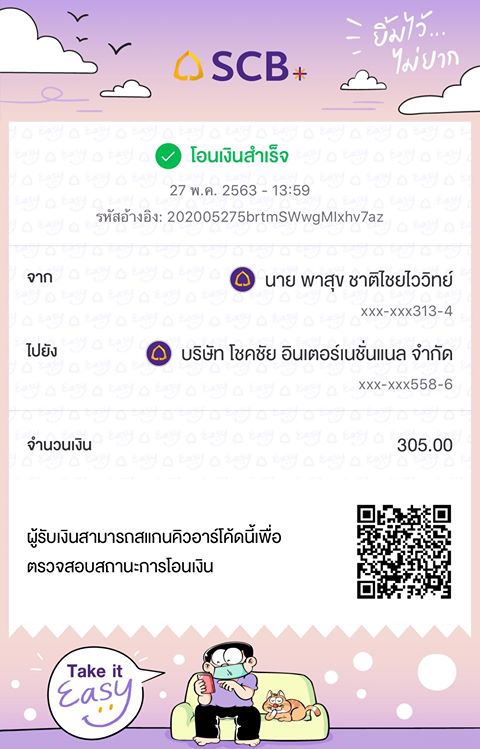 ยิ้มไว้...
ไม่ยาก
SCB+
โอนเงินสำเร็จ
27 พ.ค. 2563 - 13:59
รหัสอ้างอิง: 202005275brtmSWwgMIxhv7az
จาก
นาย พาสุข ชาติไชยไววิทย์
xxx-xxx313-4
ไปยัง
บริษัท โชคชัย อินเตอร์เนชั่นแนล จำกัด
xxx-xxx558-6
จำนวนเงิน
305.00
ผู้รับเงินสามารถสแกนคิวอาร์โค้ดนี้เพื่อ
ตรวจสอบสถานะการโอนเงิน
Take it
Easy